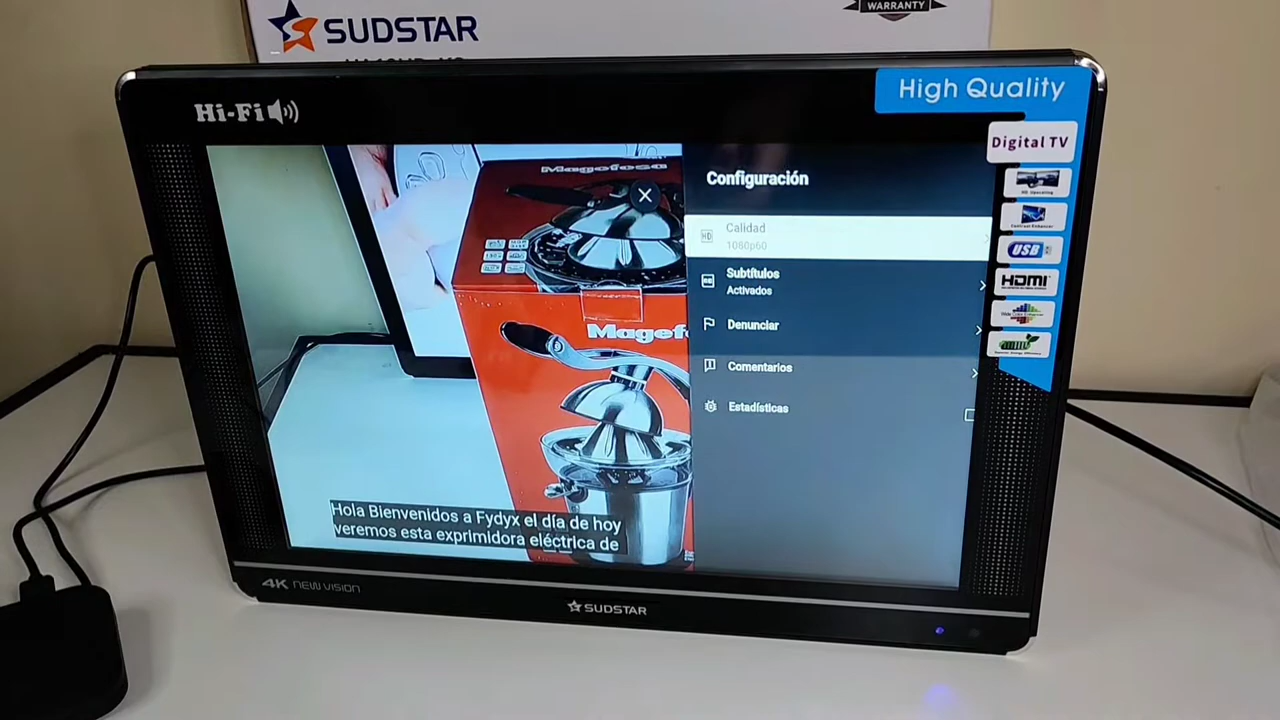 SUDSTAR
WARRANTY
High Quality
Hi-Fi
Digital TV
Magefesa
Configuración
Calidad
1080p60
Subtítulos
Activados
USB
HDMI
Denunciar
Magef
Comentarios
Estadísticas
Hola Bienvenidos a Fydyx el día de hoy
veremos esta exprimidora eléctrica de
4K NEW VISION
SUDSTAR